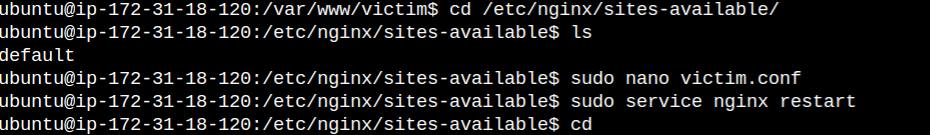 ubuntu@ip-172-31-18-120:/var/www/victim$ cd /etc/nginx/sites-available/
ubuntu@ip-172-31-18-120:/etc/nginx/sites-available$ ls
default
ubuntu@ip-172-31-18-120:/etc/nginx/sites-available$ sudo nano victim.conf
ubuntu@ip-172-31-18-120:/etc/nginx/sites-available$ sudo service nginx restart
ubuntu@ip-172-31-18-120:/etc/nginx/sites-available$ cd